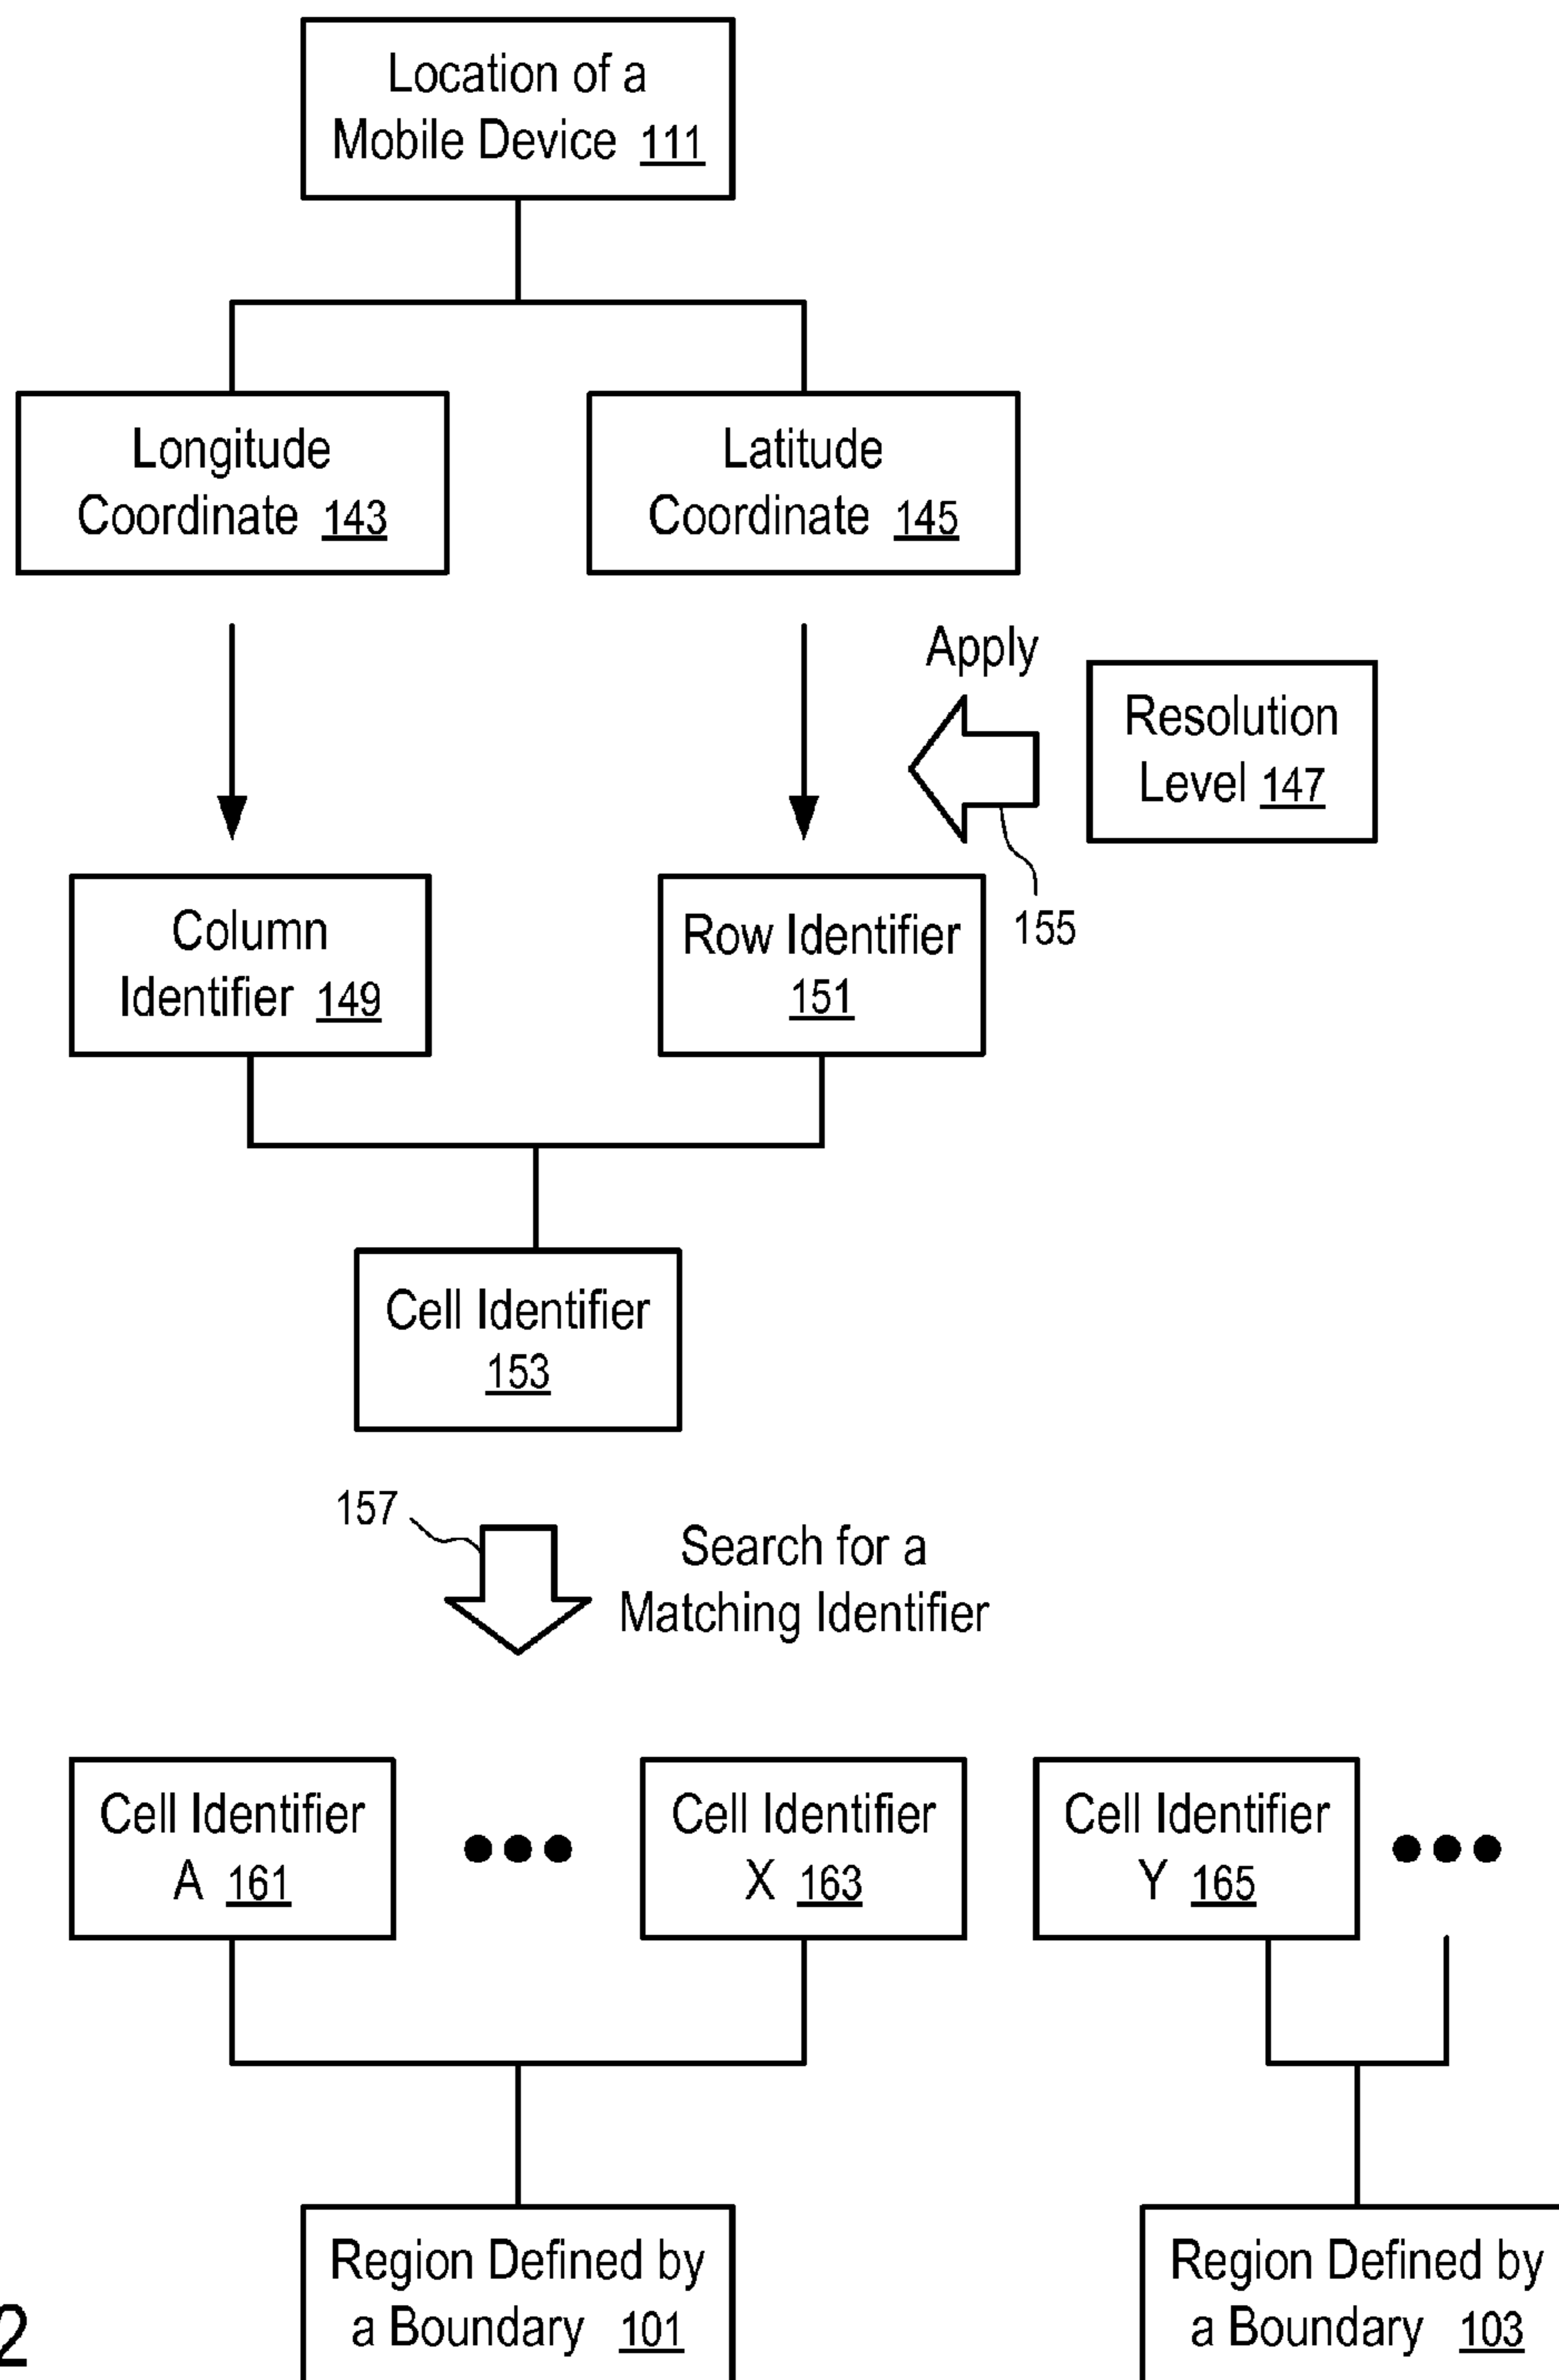 Location of a
Mobile Device 111
Longitude
Coordinate 143
Latitude
Coordinate 145
Apply
Resolution
Level 147
155
Column
Identifier 149
Row Identifier
151
Cell Identifier
153
157
Search for a
Matching Identifier
Cell Identifier
A 161
Cell Identifier
X 163
Cell Identifier
Y 165
Region Defined by
a Boundary 101
Region Defined by
a Boundary 103
2